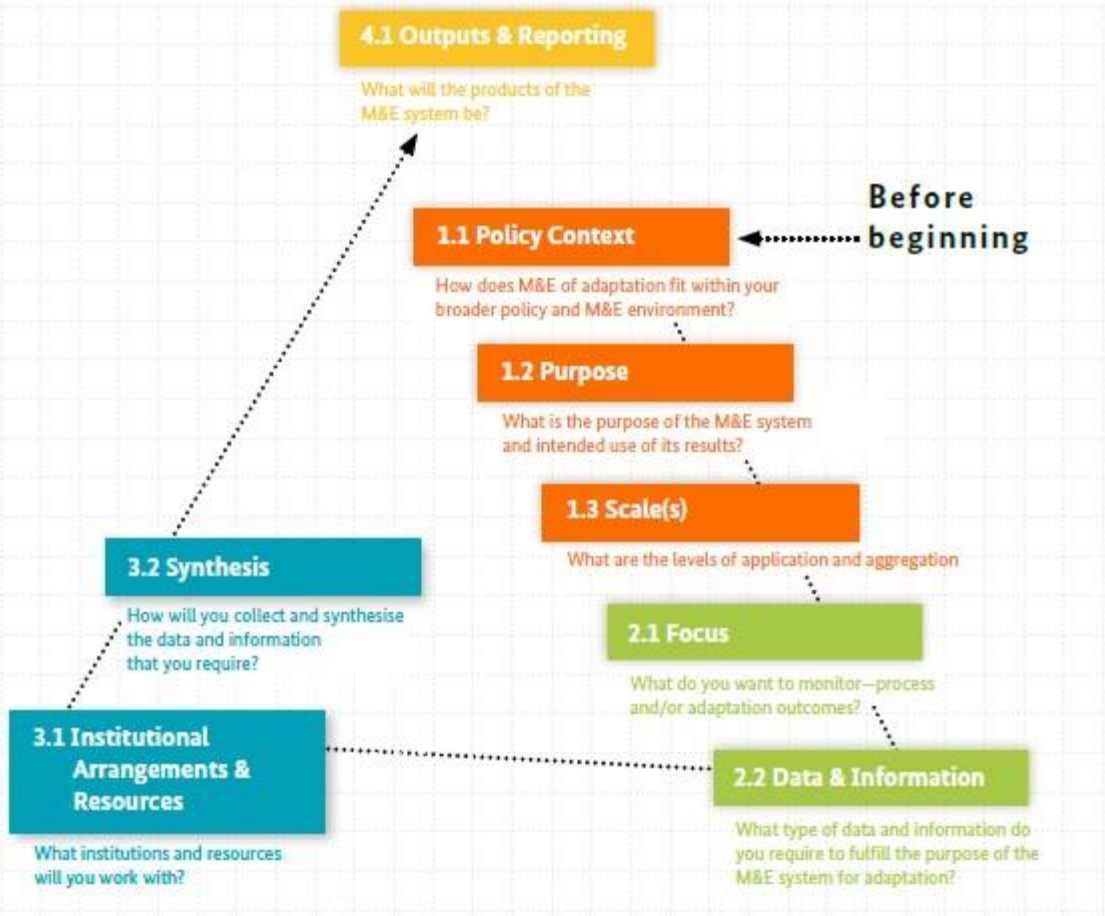 4.1 Outputs & Reporting
What will the products of the
M&E system be?
Before
beginning
1.1 Policy Context
How does M&E of adaptation fit within your
broader policy and M&E environment?
1.2 Purpose
What is the purpose of the M&E system
and intended use of its results?
1.3 Scale(s)
What are the levels of application and aggregation
2.1 Focus
What do you want to monitor—process
and/or adaptation outcomes?
2.2 Data & Information
What type of data and information do
you require to fulfill the purpose of the
M&E system for adaptation?
3.1 Institutional
Arrangements &
Resources
What institutions and resources
will you work with?
3.2 Synthesis
How will you collect and synthesise
the data and information
that you require?